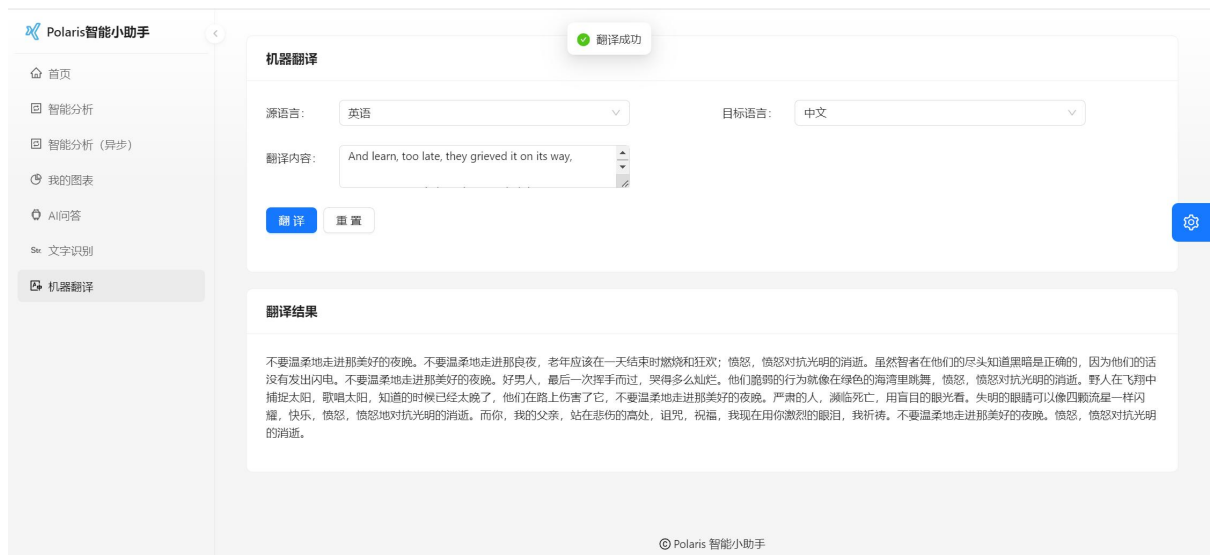 Polaris智能小助手
翻译成功
首页
智能分析
智能分析（异步）
我的图表
AI问答
文字识别
机器翻译
机器翻译
源语言： 英语
目标语言： 中文
翻译内容： And learn, too late, they grieved it on its way,
翻 译 重 置
翻译结果
不要温柔地走进那美好的夜晚。不要温柔地走进那良夜，老年应该在一天结束时燃烧和狂欢；愤怒，愤怒对抗光明的消逝。虽然智者在他们的尽头知道黑暗是正确的，因为他们的话
没有发出闪电。不要温柔地走进那美好的夜晚。好男人，最后一次挥手而过，哭得多么灿烂。他们脆弱的行为就像在绿色的海湾里跳舞，愤怒，愤怒对抗光明的消逝。野人在飞翔中
捕捉太阳，歌唱太阳，知道的时候已经太晚了，他们在路上伤害了它，不要温柔地走进那美好的夜晚。严肃的人，濒临死亡，用盲目的眼光看。失明的眼睛可以像四颗流星一样闪
耀，快乐，愤怒，愤怒地对抗光明的消逝。而你，我的父亲，站在悲伤的高处，诅咒，祝福，我现在用你激烈的眼泪，我祈祷。不要温柔地走进那美好的夜晚。愤怒，愤怒对抗光明
的消逝。
© Polaris 智能小助手